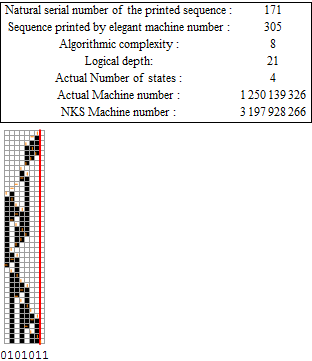 Natural serial number of the printed sequence : 171
Sequence printed by elegant machine number : 305
Algorithmic complexity : 8
Logical depth: 21
Actual Number of states : 4
Actual Machine number : 1 250 139 326
NKS Machine number : 3 197 928 266
0101011